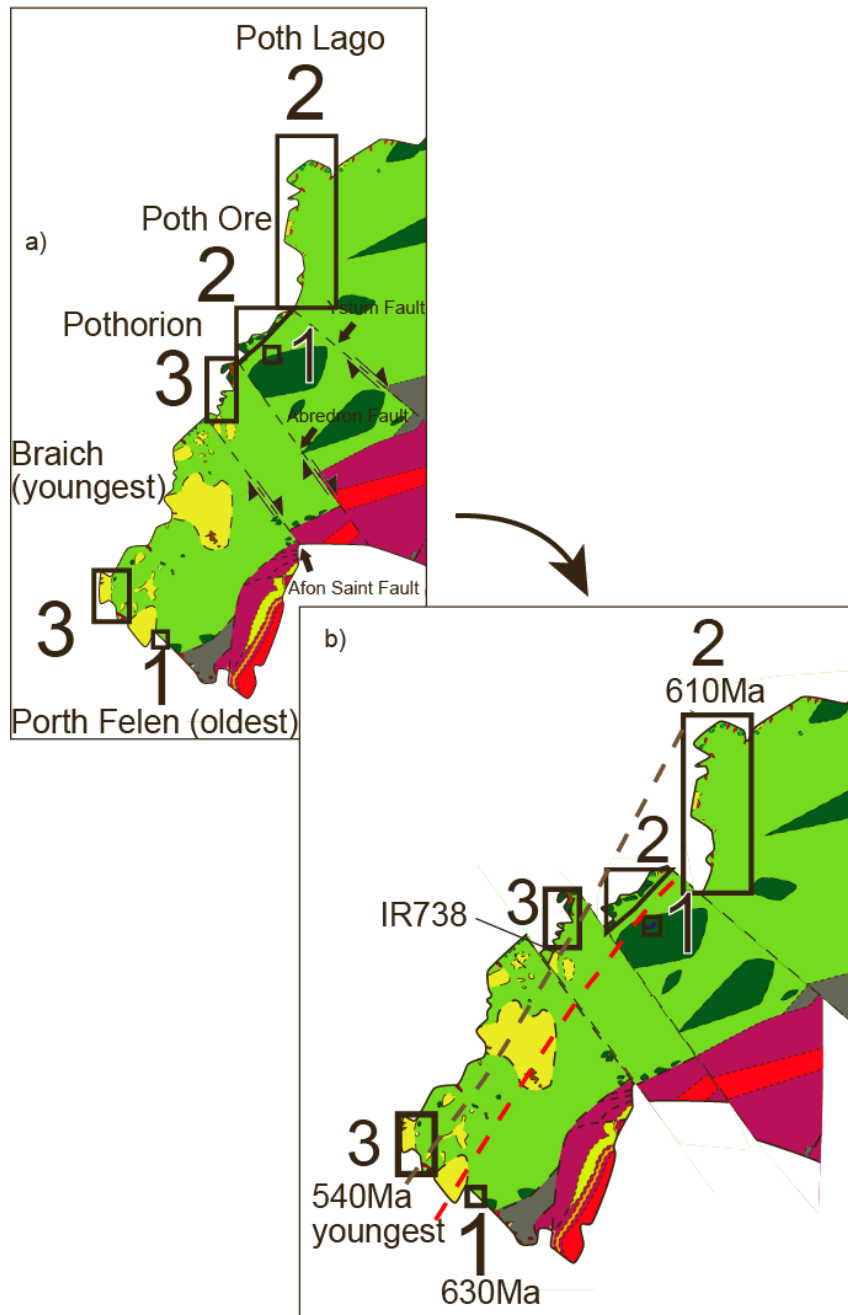 Poth Lago
2
Poth Ore
a)
2
Ystum Fault
Pothorion
1
3
Abredron Fault
Braich
(youngest)
Afon Saint Fault
3
1
Porth Felen (oldest)
b)
2
610Ma
2
3
1
IR738
3
540Ma
youngest
1
630Ma